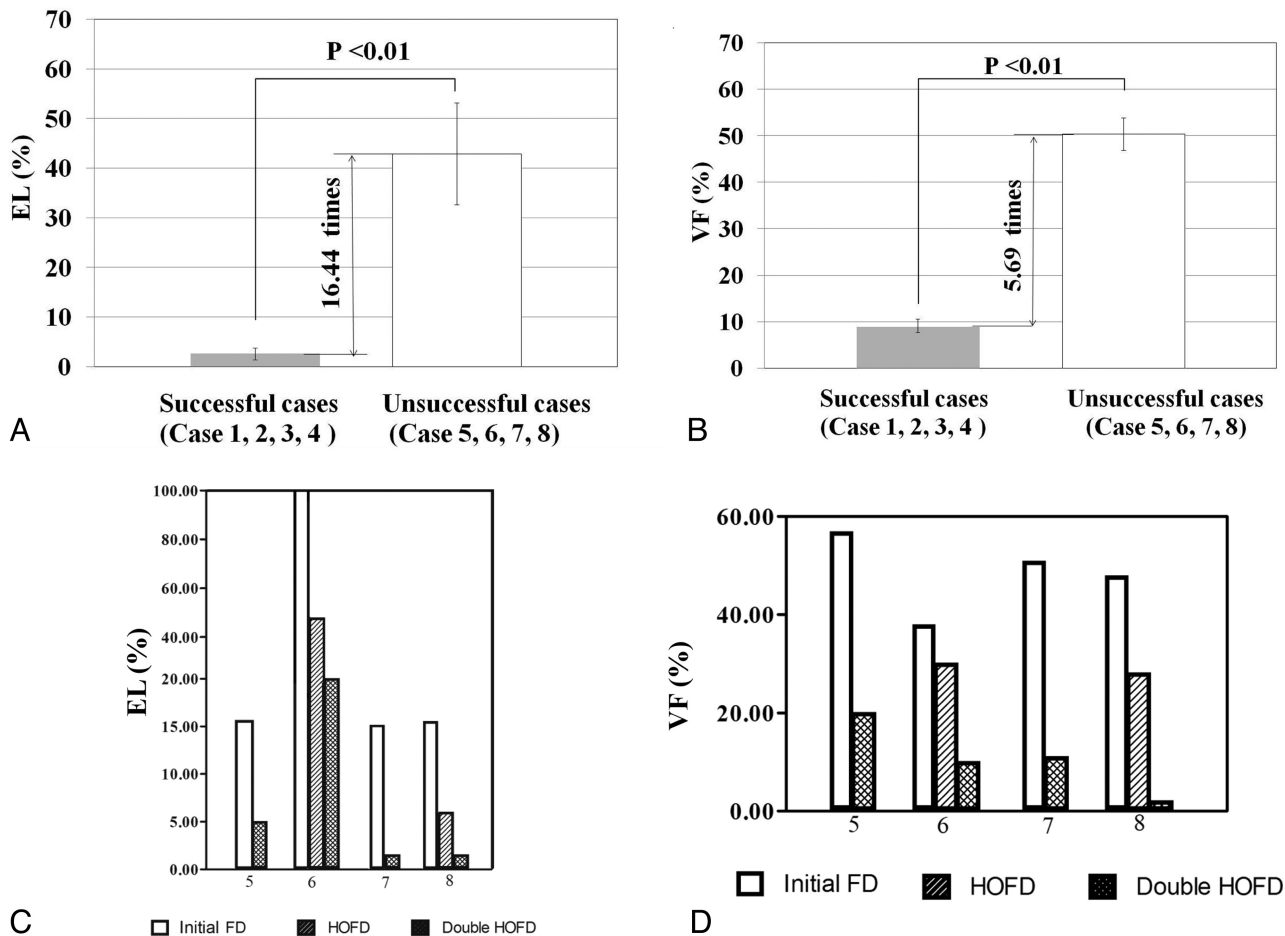 70
60
50
40
30
20
10
0
EL (%)
P <0.01
16.44 times
Successful cases
(Case 1, 2, 3, 4 )
Unsuccessful cases
(Case 5, 6, 7, 8)
A
70
60
50
40
30
20
10
0
VF (%)
P <0.01
5.69 times
Successful cases
(Case 1, 2, 3, 4 )
Unsuccessful cases
(Case 5, 6, 7, 8)
B
100.00
80.00
60.00
40.00
20.00
15.00
10.00
5.00
0.00
EL (%)
5 6 7 8
Initial FD HOFD Double HOFD
C
60.00
40.00
20.00
0.00
VF (%)
5 6 7 8
Initial FD HOFD Double HOFD
D